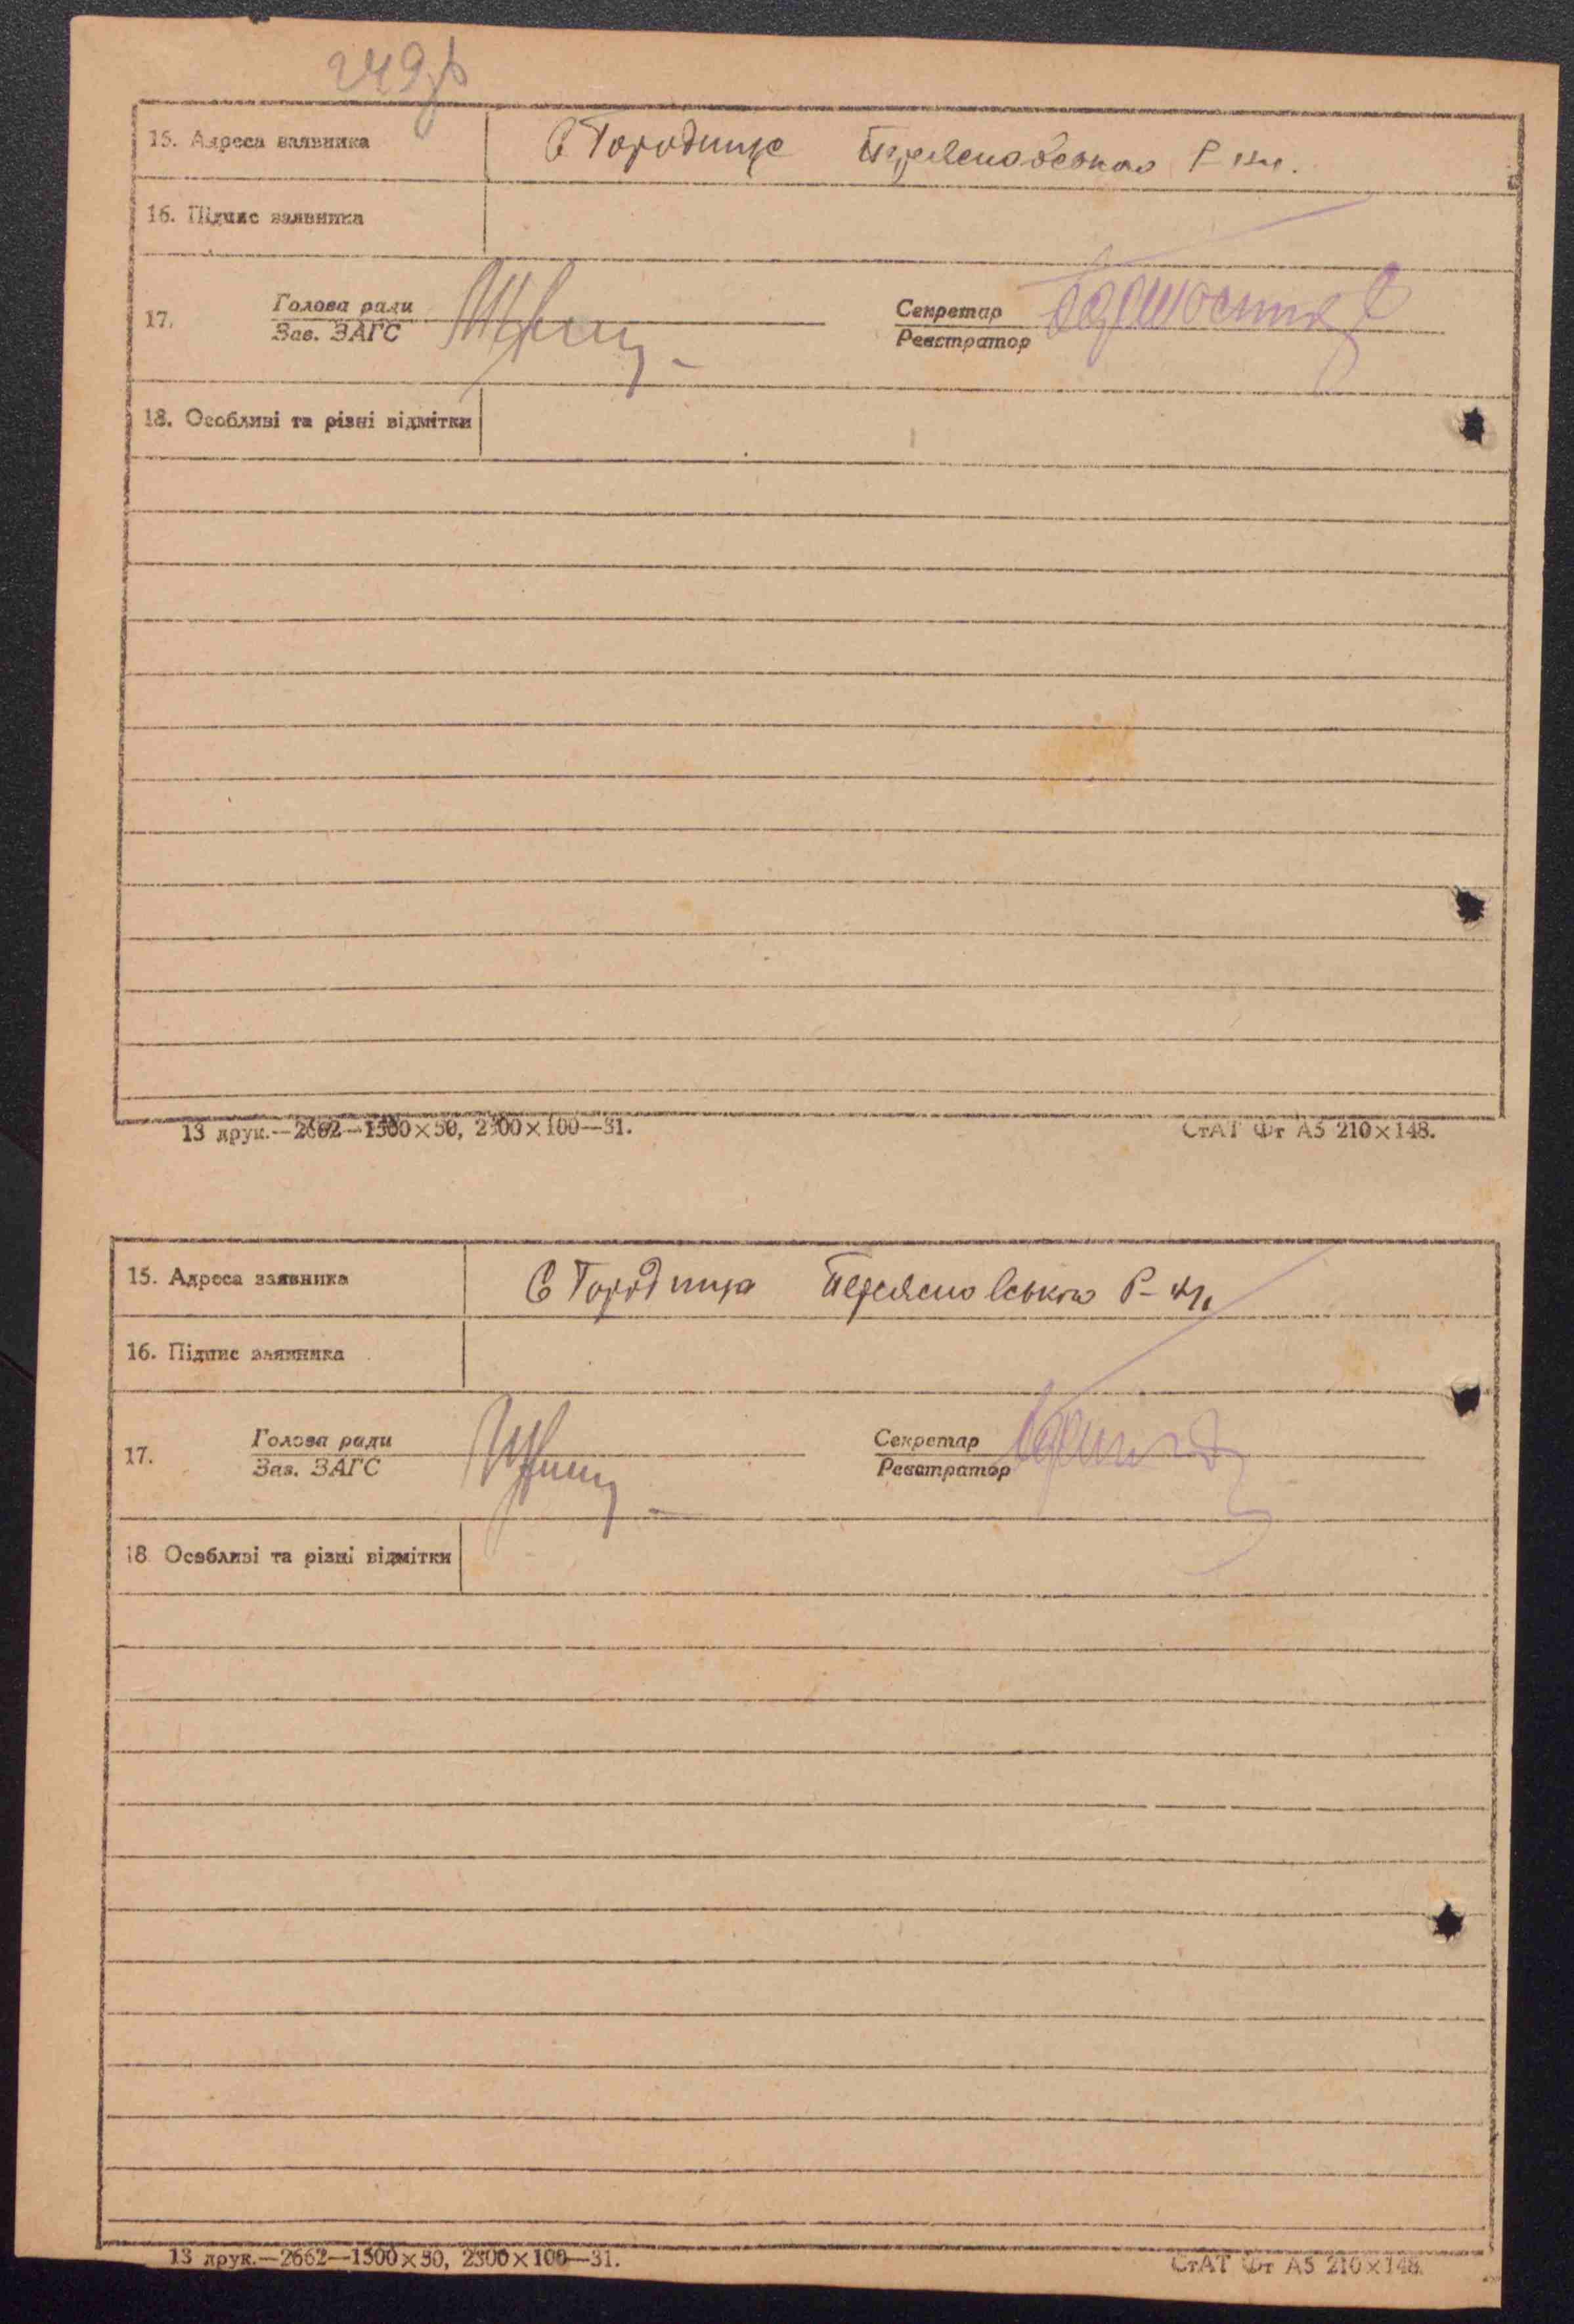 15. Адреса заявника С Городище Переяславського Р-ну.
16. Підпис заявника
17. Голова ради Секретар
Зав. ЗАГС Реєстратор
18. Особливі та різні відмітки
13 друк.—2662—1500×50, 2300×100—31. СтАТ Фт А5 210×148.
15. Адреса заявника С Городища Переяславського Р-ну
16. Підпис заявника
17. Голова ради Секретар
Зав. ЗАГС Реєстратор
18. Особливі та різні відмітки
13 друк.—2662—1500×50, 2300×100—31. СтАТ Фт А5 210×148.